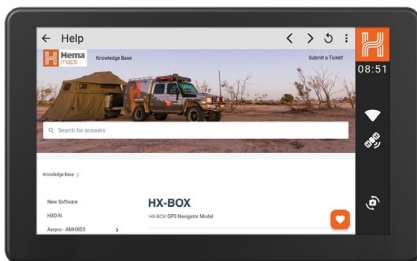 Help
08:51
Hema
maps
Knowledge Base
Submit a Ticket!
Search for answers
Knowledge Base >
New Software
HXD-N
Aerpro - AMHXD3
HX-BOX
HX-BOX GPS Navigator Model